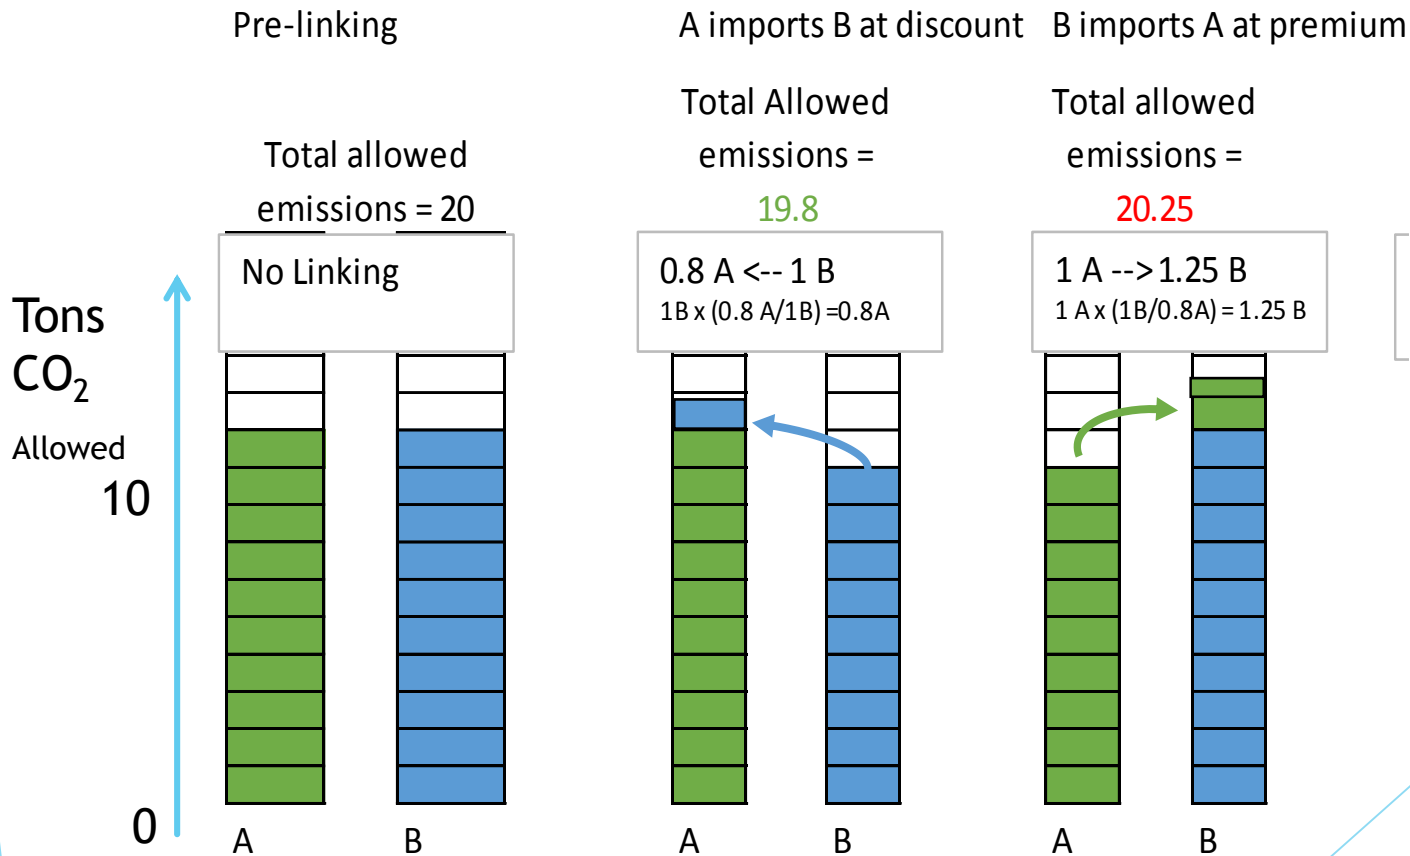 Pre-linking
A imports B at discount
B imports A at premium
Total allowed
emissions = 20
Total Allowed
emissions =
19.8
Total allowed
emissions =
20.25
No Linking
0.8 A <-- 1 B
1B x (0.8 A/1B) =0.8A
1 A --> 1.25 B
1 A x (1B/0.8A) = 1.25 B
Tons
CO₂
Allowed
10
0
A
B
A
B
A
B